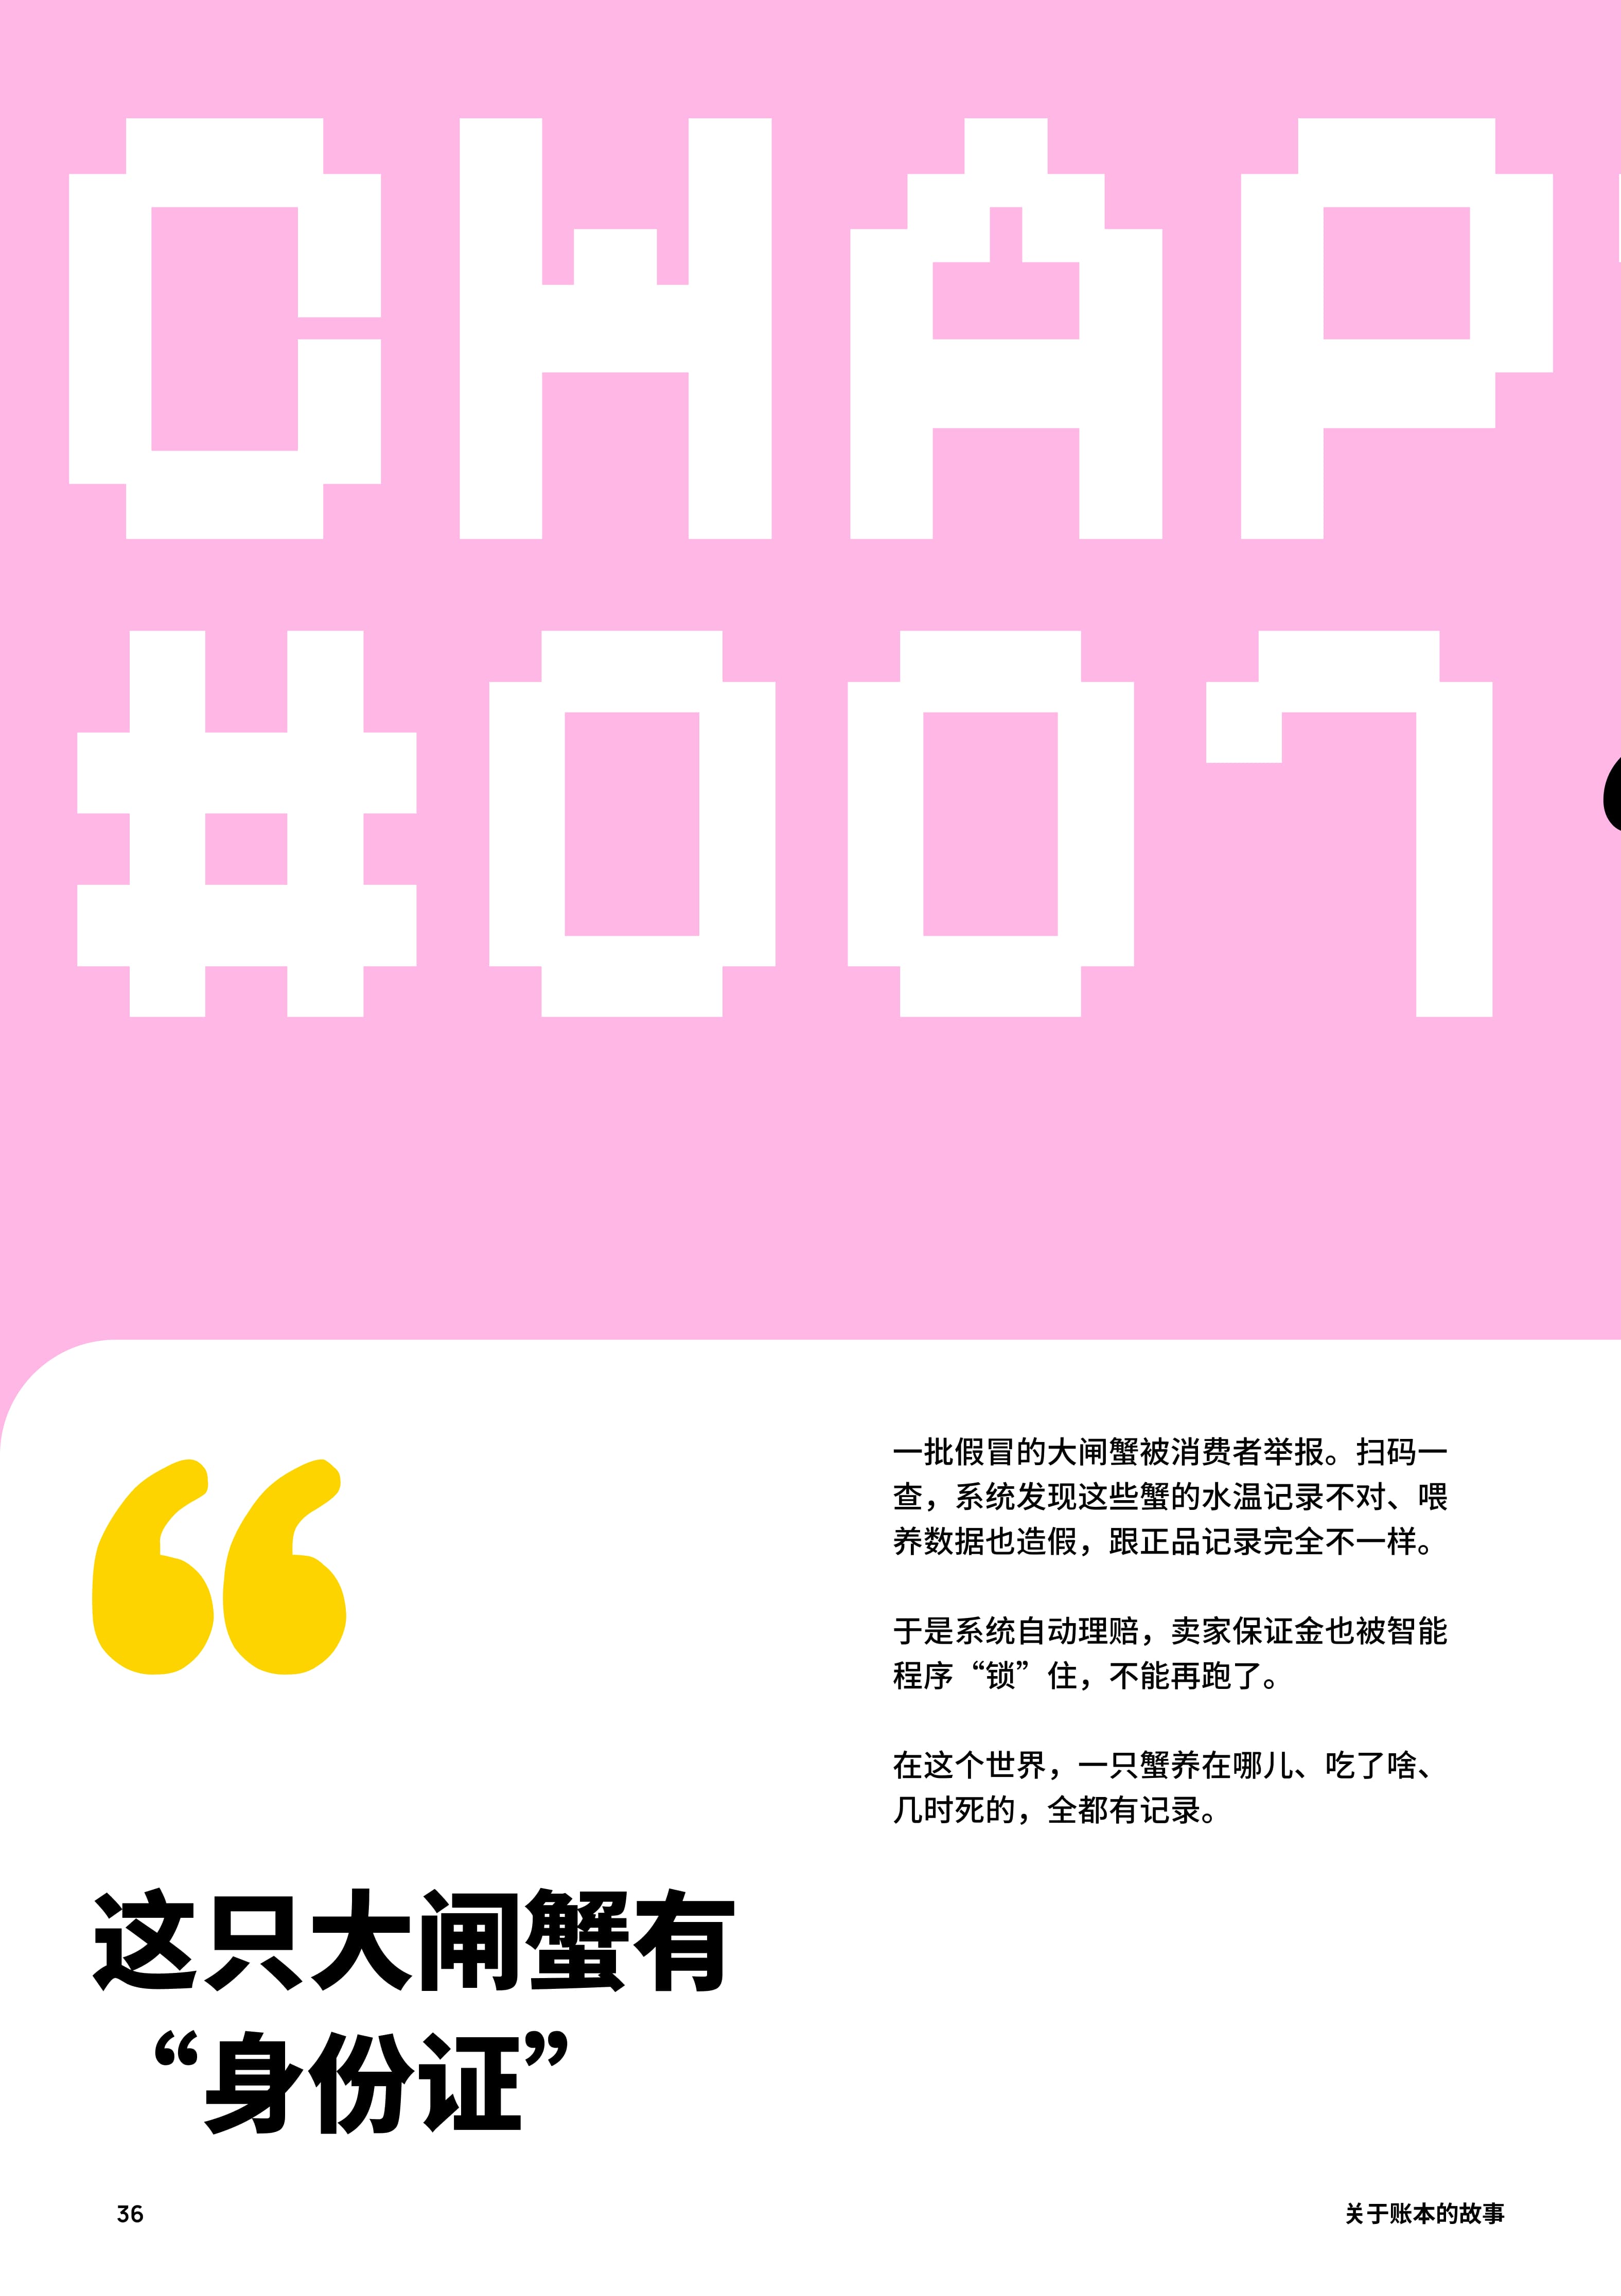 CHAP
#007
一批假冒的大闸蟹被消费者举报。扫码一
查，系统发现这些蟹的水温记录不对、喂
养数据也造假，跟正品记录完全不一样。
于是系统自动理赔，卖家保证金也被智能
程序“锁”住，不能再跑了。
在这个世界，一只蟹养在哪儿、吃了啥、
几时死的，全都有记录。
这只大闸蟹有
“身份证”
36
关于账本的故事